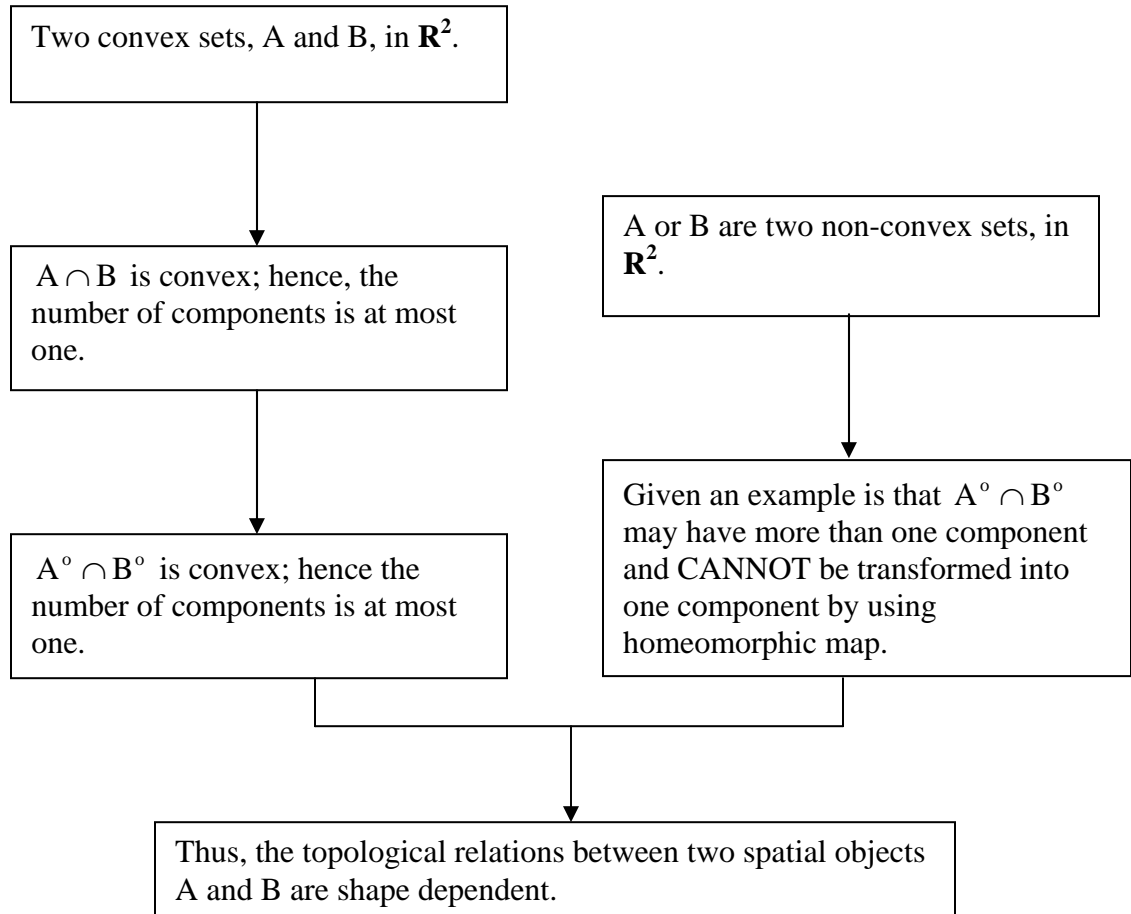 Two convex sets, A and B, in R².
A ∩ B is convex; hence, the
number of components is at most
one.
A° ∩ B° is convex; hence the
number of components is at most
one.
A or B are two non-convex sets, in
R².
Given an example is that A° ∩ B°
may have more than one component
and CANNOT be transformed into
one component by using
homeomorphic map.
Thus, the topological relations between two spatial objects
A and B are shape dependent.